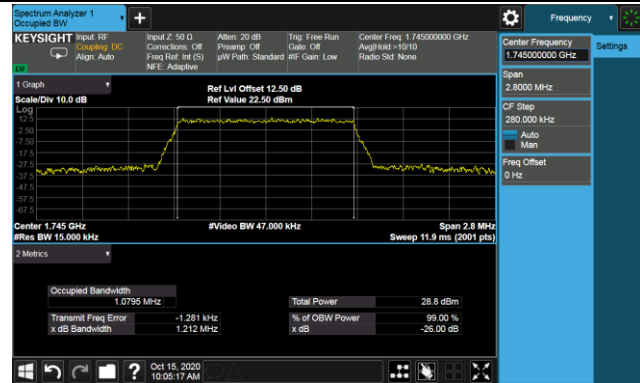 Spectrum Analyzer 1
Occupied BW
Frequency
KEYSIGHT
Input: RF
Coupling: DC
Align: Auto
Input Z: 50 Ω
Corrections: Off
Freq Ref: Int (S)
NFE: Adaptive
Atten: 20 dB
Preamp: Off
µW Path: Standard
Trig: Free Run
Gate: Off
#IF Gain: Low
Center Freq: 1.745000000 GHz
Avg|Hold:>10/10
Radio Std: None
Center Frequency
1.745000000 GHz
Settings
Span
2.8000 MHz
CF Step
280.000 kHz
Auto
Man
Freq Offset
0 Hz
1 Graph
Scale/Div 10.0 dB
Ref Lvl Offset 12.50 dB
Ref Value 22.50 dBm
Log
12.5
2.50
-7.50
-17.5
-27.5
-37.5
-47.5
-57.5
-67.5
Center 1.745 GHz
#Res BW 15.000 kHz
#Video BW 47.000 kHz
Span 2.8 MHz
Sweep 11.9 ms (2001 pts)
2 Metrics
Occupied Bandwidth
1.0795 MHz
Total Power
28.8 dBm
Transmit Freq Error
-1.281 kHz
% of OBW Power
99.00 %
x dB Bandwidth
1.212 MHz
x dB
-26.00 dB
Oct 15, 2020
10:05:17 AM